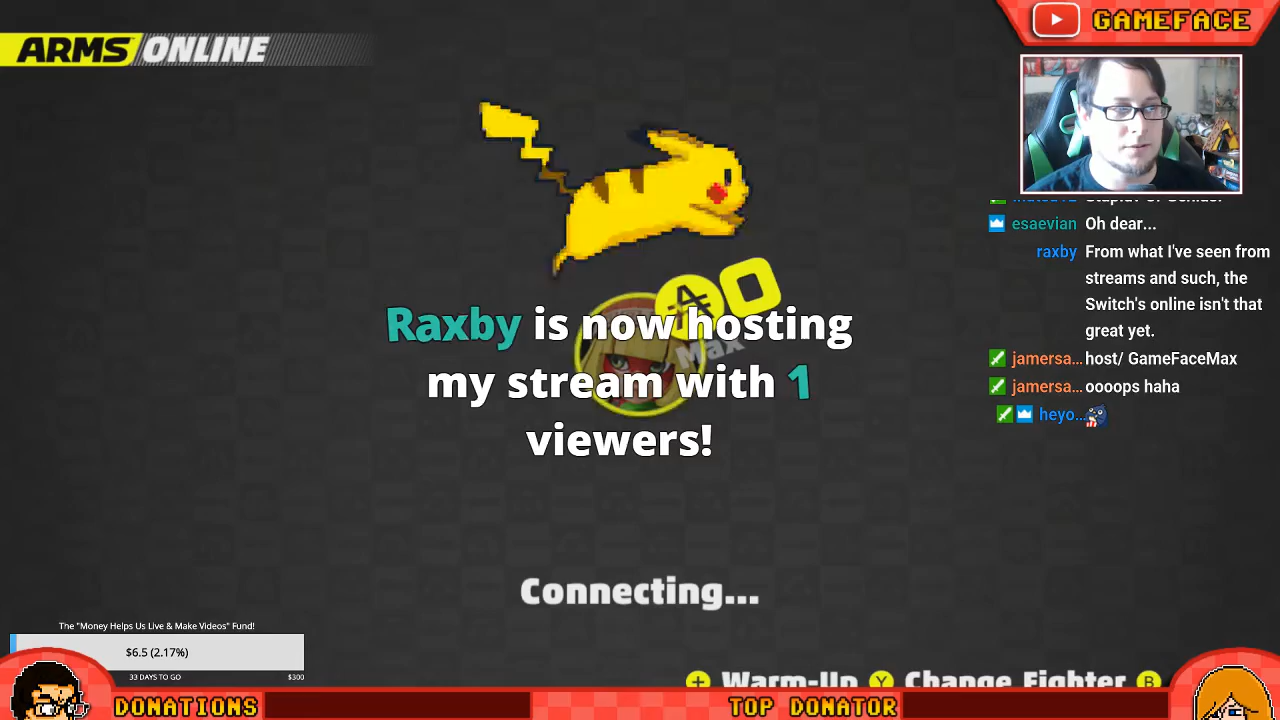 ARMS ONLINE
GAMEFACE
esaevian Oh dear...
raxby From what I've seen from
streams and such, the
Switch's online isn't that
great yet.
jamersa... host/ GameFaceMax
jamersa... oooops haha
heyo...
A
Max
Raxby is now hosting
my stream with 1
viewers!
Connecting...
The "Money Helps Us Live & Make Videos" Fund!
$6.5 (2.17%)
33 DAYS TO GO $300
+ Warm-Up Y Change Fighter B
DONATIONS
TOP DONATOR